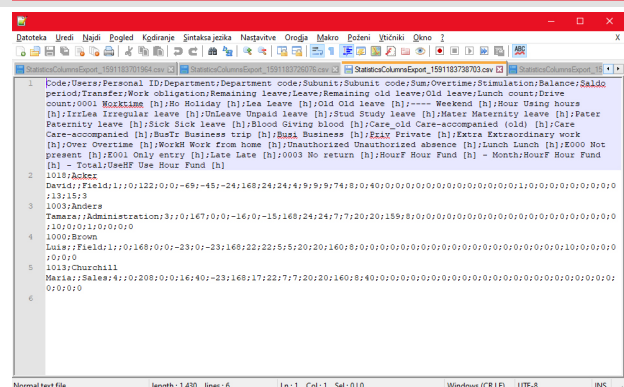 Datoteka Uredi Najdi Pogled Kodiranje Sintaksa jezika Nastavitve Orodja Makro Poženi Vtičniki Okno ? X
StatisticsColumnsExport_1591183701964.csv StatisticsColumnsExport_1591183726076.csv StatisticsColumnsExport_1591183738703.csv StatisticsColumnsExport_15
1 Code;Users;Personal ID;Department;Department code;Subunit;Subunit code;Sum;Overtime;Stimulation;Balance;Saldo
period;Transfer;Work obligation;Remaining leave;Leave;Remaining old leave;Old leave;Lunch count;Drive
count;0001 Worktime [h];Ho Holiday [h];Lea Leave [h];Old Old leave [h];---- Weekend [h];Hour Using hours
[h];IrrLea Irregular leave [h];UnLeave Unpaid leave [h];Stud Study leave [h];Mater Maternity leave [h];Pater
Paternity leave [h];Sick Sick leave [h];Blood Giving blood [h];Care_old Care-accompanied (old) [h];Care
Care-accompanied [h];BusTr Business trip [h];Busi Business [h];Priv Private [h];Extra Extraordinary work
[h];Over Overtime [h];WorkH Work from home [h];Unauthorized Unauthorized absence [h];Lunch Lunch [h];E000 Not
present [h];E001 Only entry [h];Late Late [h];0003 No return [h];HourF Hour Fund [h] - Month;HourF Hour Fund
[h] - Total;UseHF Use Hour Fund [h]
2 1018;Acker
David;;Field;1;;0;122;0;0;-69;-45;-24;168;24;24;4;9;9;9;74;8;0;40;0;0;0;0;0;0;0;0;0;0;0;0;0;1;0;0;0;0;0;0;0;0
;13;15;3
3 1003;Anders
Tamara;;Administration;3;;0;167;0;0;-16;0;-15;168;24;24;7;7;20;20;159;8;0;0;0;0;0;0;0;0;0;0;0;0;0;0;0;0;0;0;0
;10;0;0;1;0;0;0;0
4 1000;Brown
Luis;;Field;1;;0;168;0;0;-23;0;-23;168;22;22;5;5;20;20;160;8;0;0;0;0;0;0;0;0;0;0;0;0;0;0;0;0;0;0;10;0;0;0;0
;0;0;0
5 1013;Churchill
Maria;;Sales;4;;0;208;0;0;16;40;-23;168;17;22;7;7;20;20;160;8;40;0;0;0;0;0;0;0;0;0;0;0;0;0;0;0;0;0;0;0;0;0;0;
0;0;0;0
6
Normal text file length : 1.430 lines : 6 Ln : 1 Col : 1 Sel : 0 | 0 Windows (CR LF) UTF-8 INS